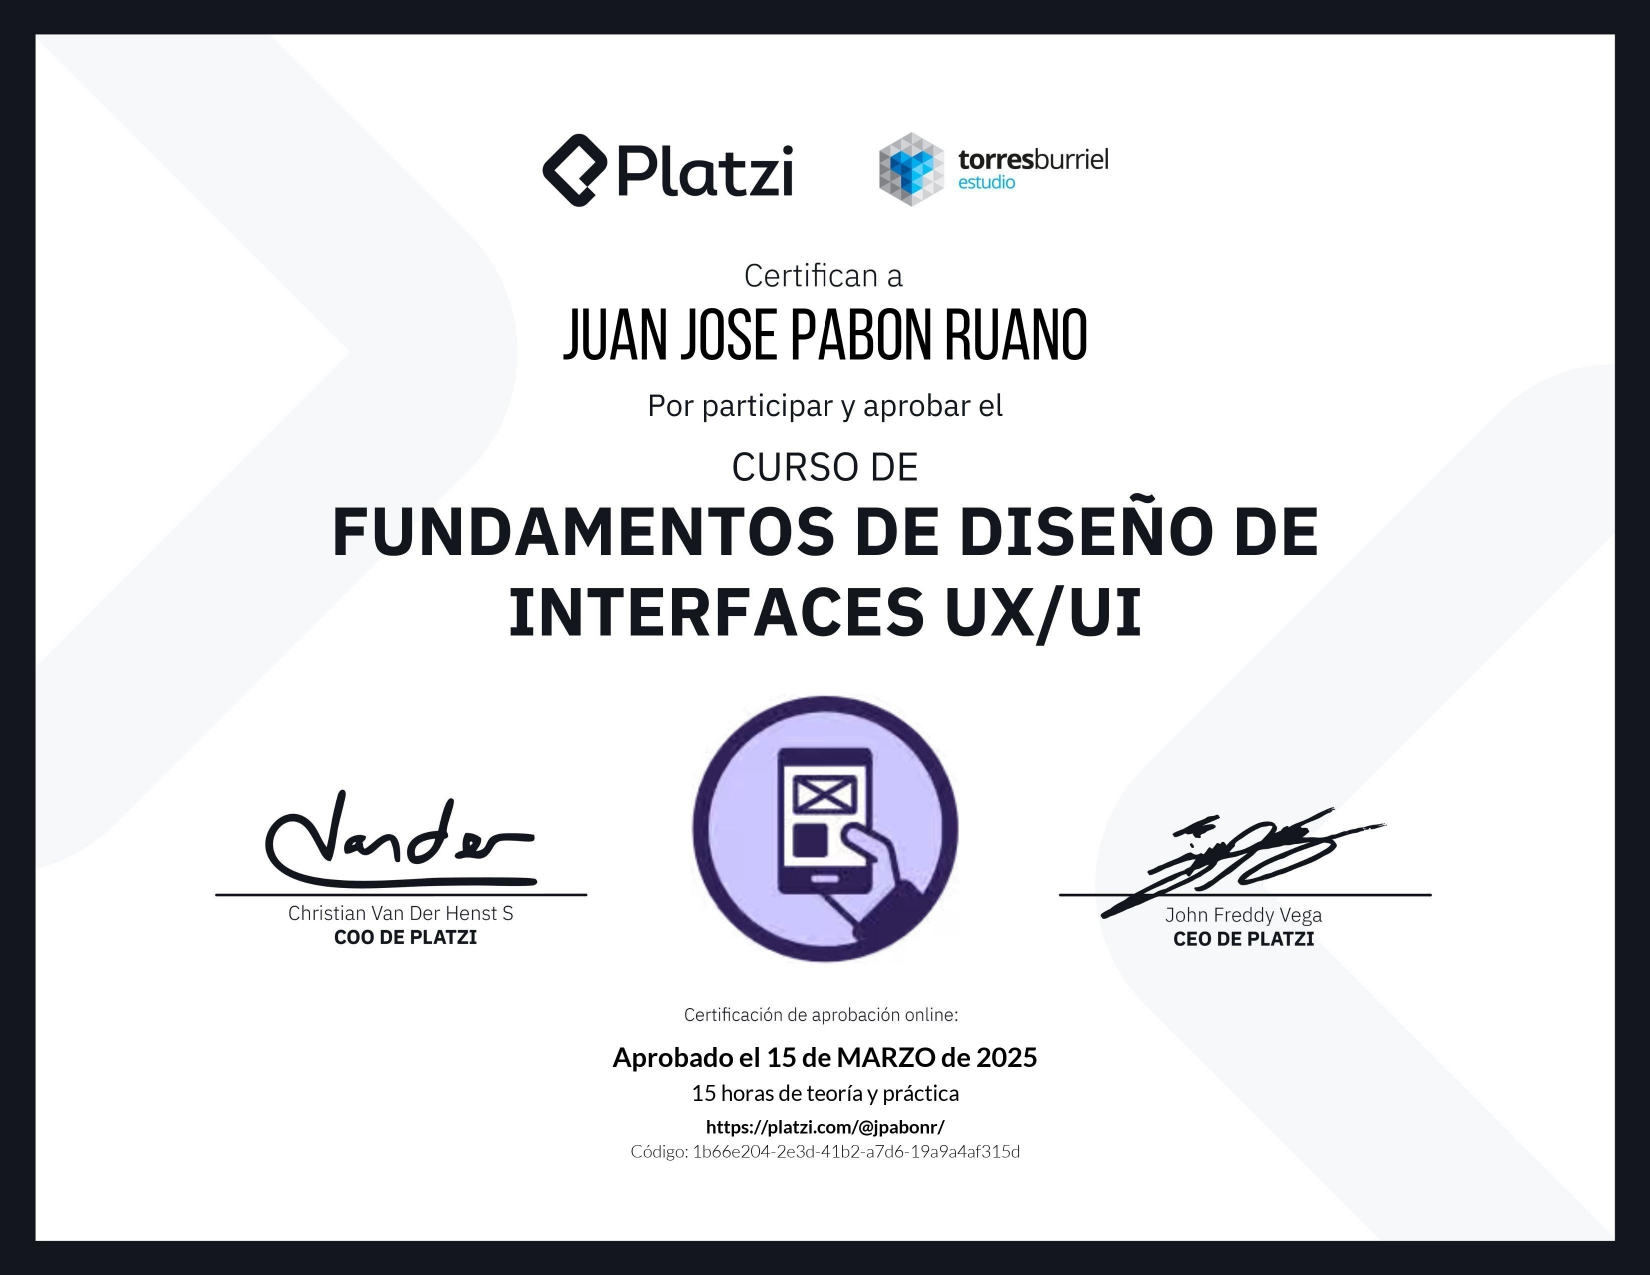 Platzi
torresburriel
estudio
Certifican a
JUAN JOSE PABON RUANO
Por participar y aprobar el
CURSO DE
FUNDAMENTOS DE DISEÑO DE
INTERFACES UX/UI
Vander
Christian Van Der Henst S
COO DE PLATZI
John Freddy Vega
CEO DE PLATZI
Certificación de aprobación online:
Aprobado el 15 de MARZO de 2025
15 horas de teoría y práctica
https://platzi.com/@jpabonr/
Código: 1b66e204-2e3d-41b2-a7d6-19a9a4af315d